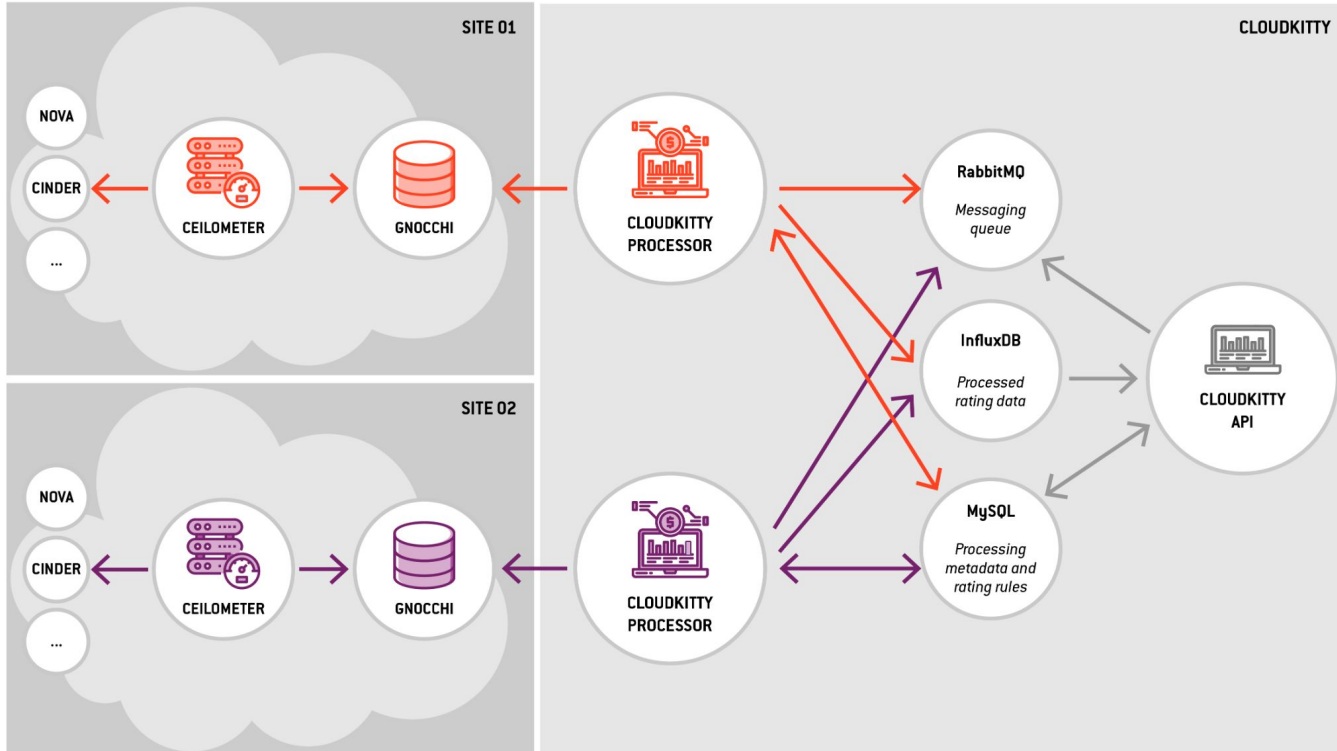 SITE 01
NOVA
CINDER
...
CEILOMETER
GNOCCHI
SITE 02
NOVA
CINDER
...
CEILOMETER
GNOCCHI
CLOUDKITTY
$
CLOUDKITTY
PROCESSOR
$
CLOUDKITTY
PROCESSOR
RabbitMQ
Messaging
queue
InfluxDB
Processed
rating data
MySQL
Processing
metadata and
rating rules
CLOUDKITTY
API